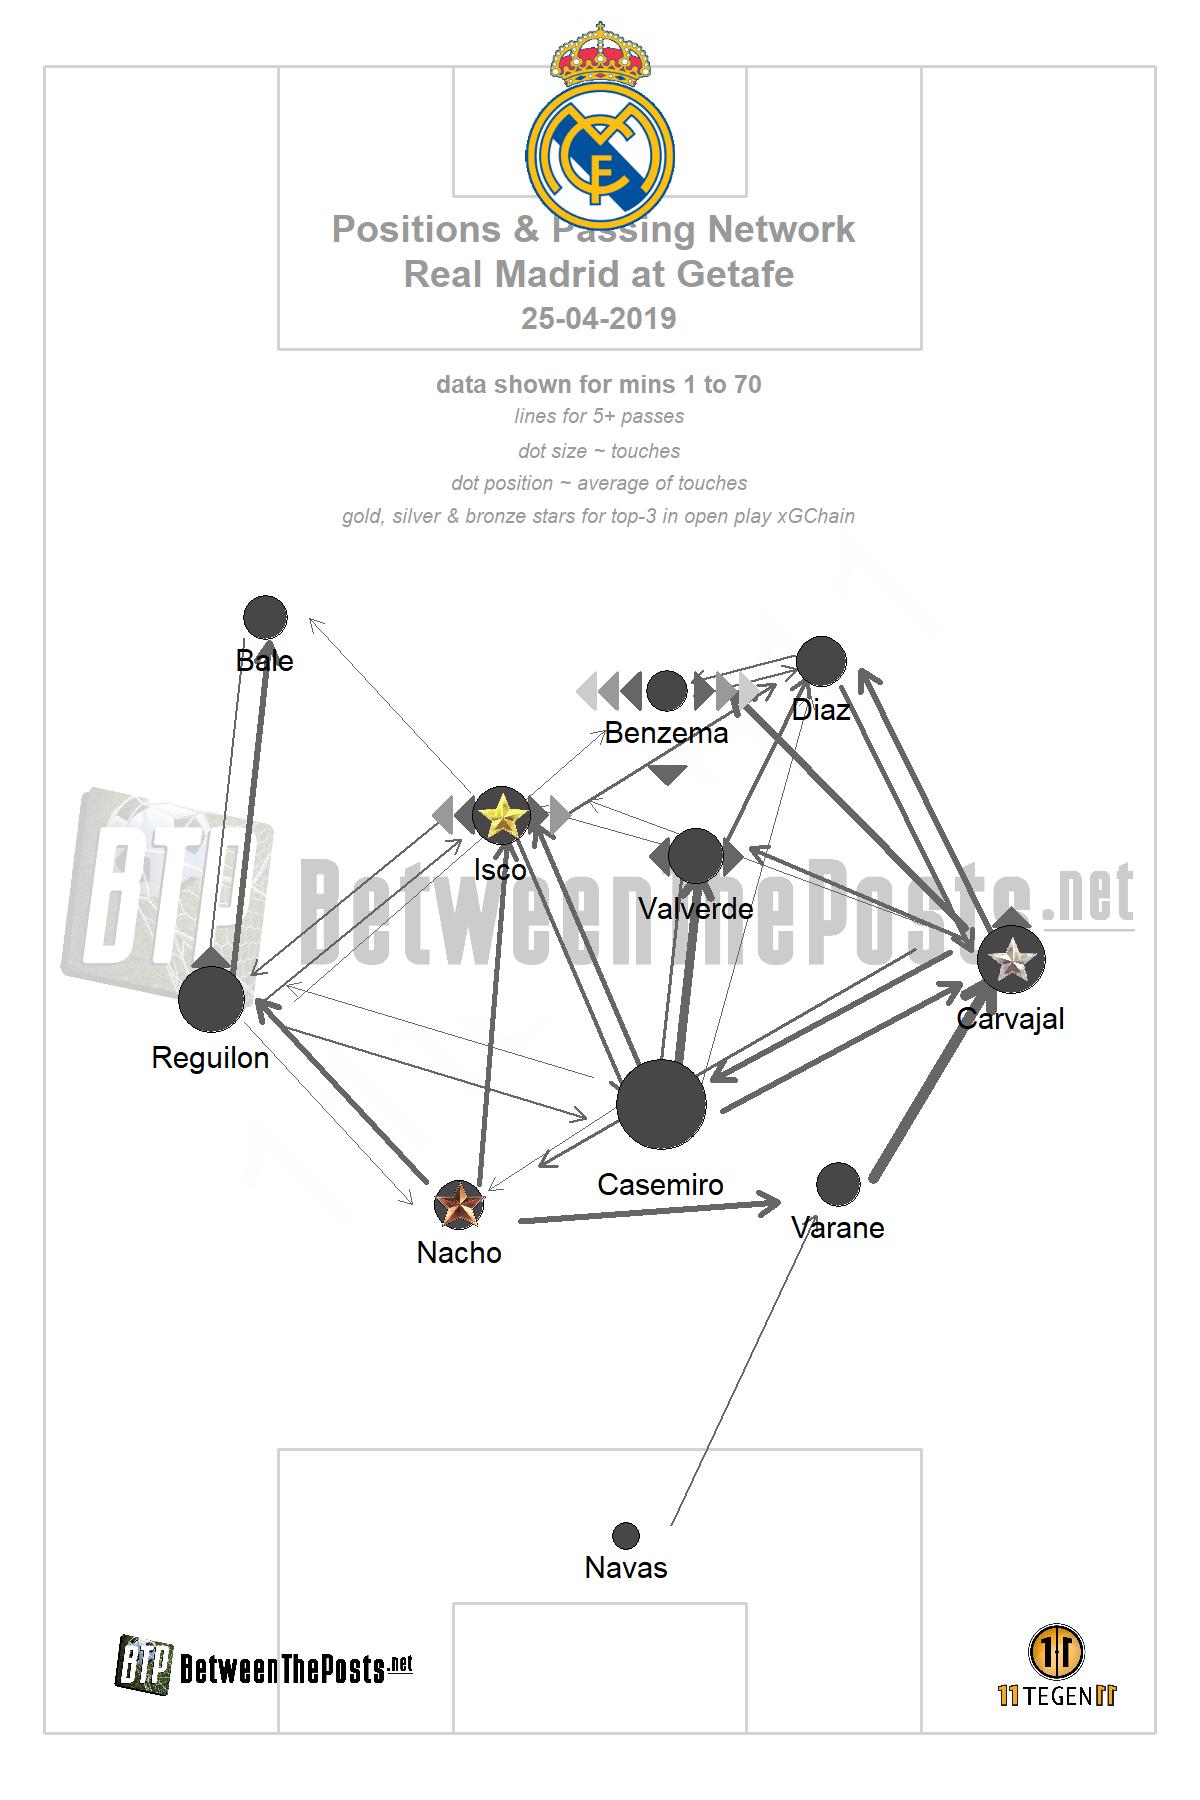 Positions & Passing Network
Real Madrid at Getafe
25-04-2019
data shown for mins 1 to 70
lines for 5+ passes
dot size ~ touches
dot position ~ average of touches
gold, silver & bronze stars for top-3 in open play xGChain
Bale
Diaz
Benzema
Isco
Valverde
BTP BetweenThePosts.net
Carvajal
Reguilon
Casemiro
Varane
Nacho
Navas
BTP BetweenThePosts.net
11
11TEGEN11